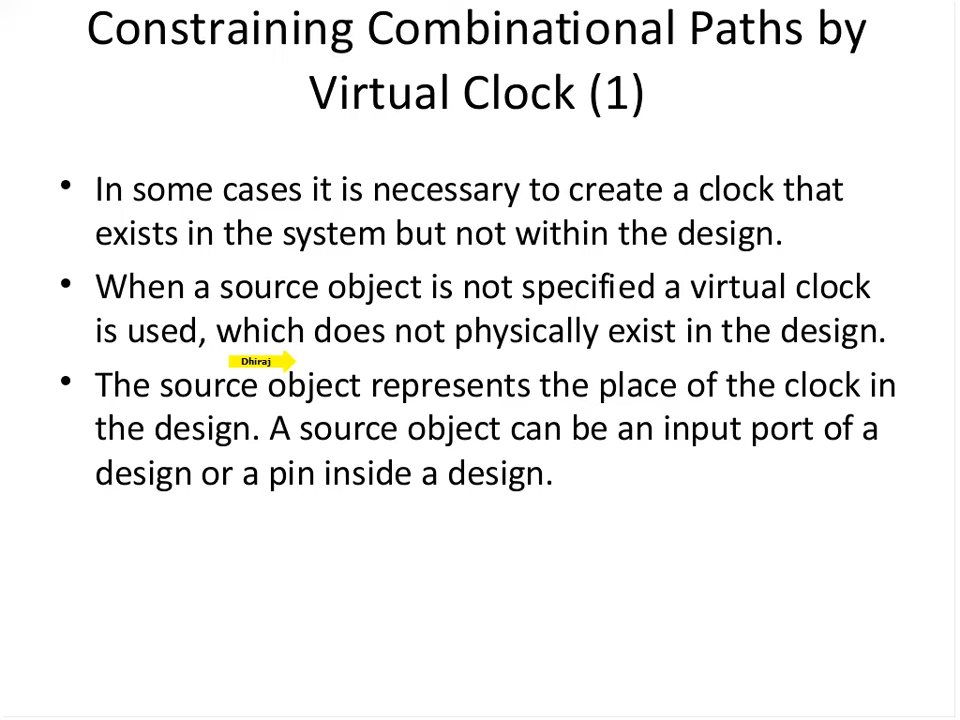 Constraining Combinational Paths by
Virtual Clock (1)
• In some cases it is necessary to create a clock that
exists in the system but not within the design.
• When a source object is not specified a virtual clock
is used, which does not physically exist in the design.
Dhiraj
• The source object represents the place of the clock in
the design. A source object can be an input port of a
design or a pin inside a design.